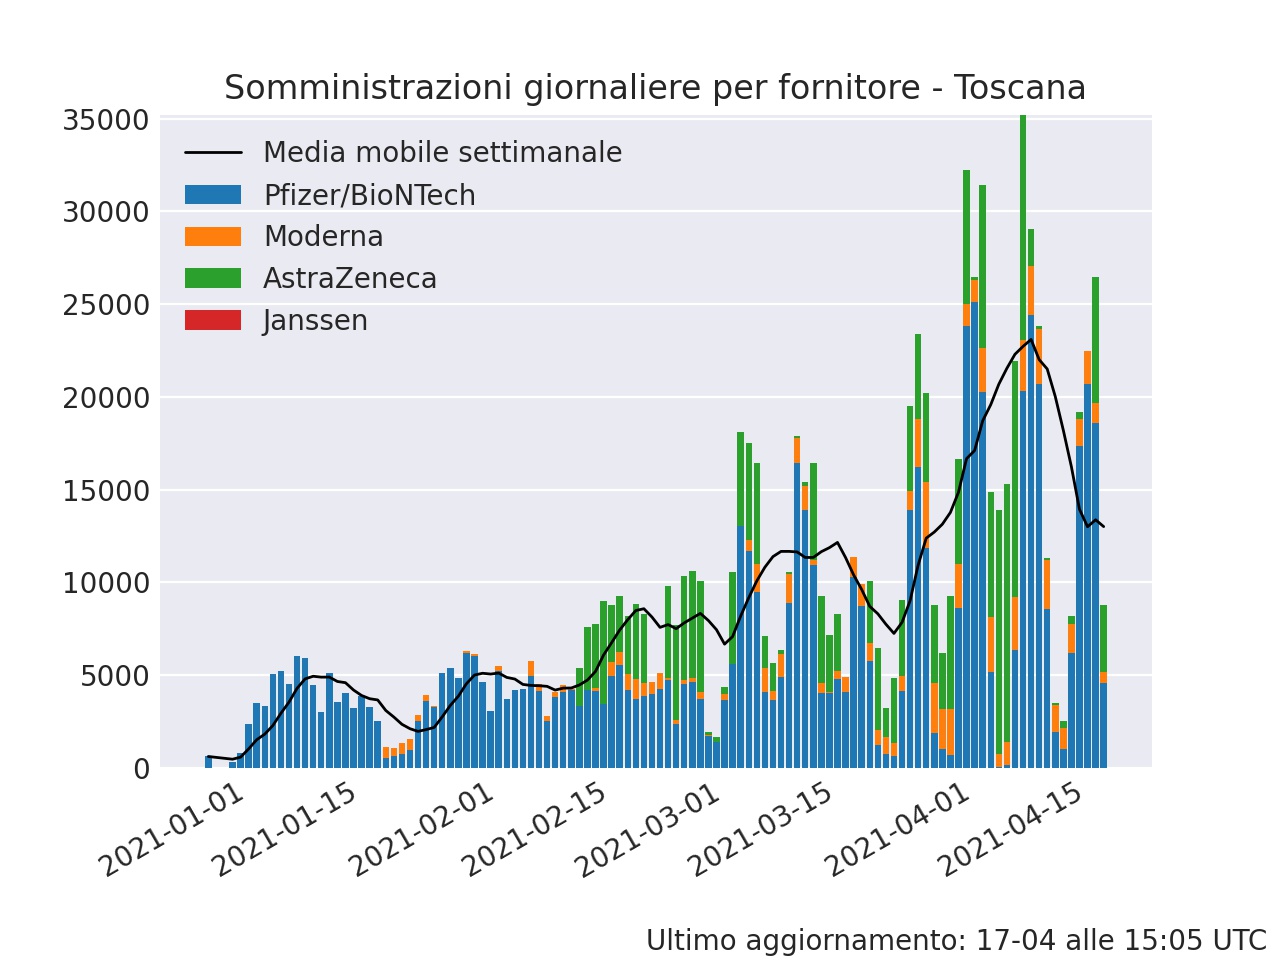 Somministrazioni giornaliere per fornitore - Toscana
35000
30000
25000
20000
15000
10000
5000
0
Media mobile settimanale
Pfizer/BioNTech
Moderna
AstraZeneca
Janssen
2021-01-01
2021-01-15
2021-02-01
2021-02-15
2021-03-01
2021-03-15
2021-04-01
2021-04-15
Ultimo aggiornamento: 17-04 alle 15:05 UTC